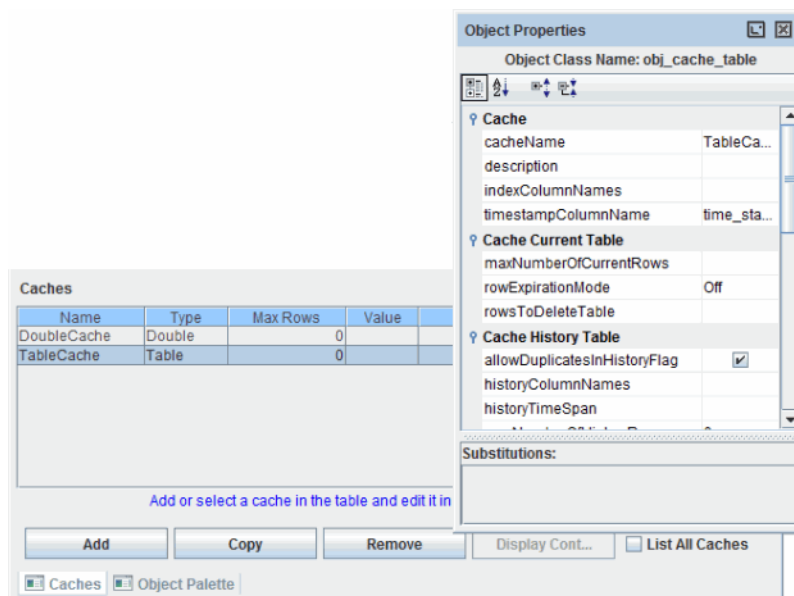 Object Properties
Object Class Name: obj_cache_table
Cache
cacheName TableCa...
description
indexColumnNames
timestampColumnName time_sta...
Cache Current Table
maxNumberOfCurrentRows
rowExpirationMode Off
rowsToDeleteTable
Cache History Table
allowDuplicatesInHistoryFlag
historyColumnNames
historyTimeSpan
Substitutions:
Caches
Name Type Max Rows Value
DoubleCache Double 0
TableCache Table 0
Add or select a cache in the table and edit it in
Add Copy Remove Display Cont... List All Caches
Caches Object Palette